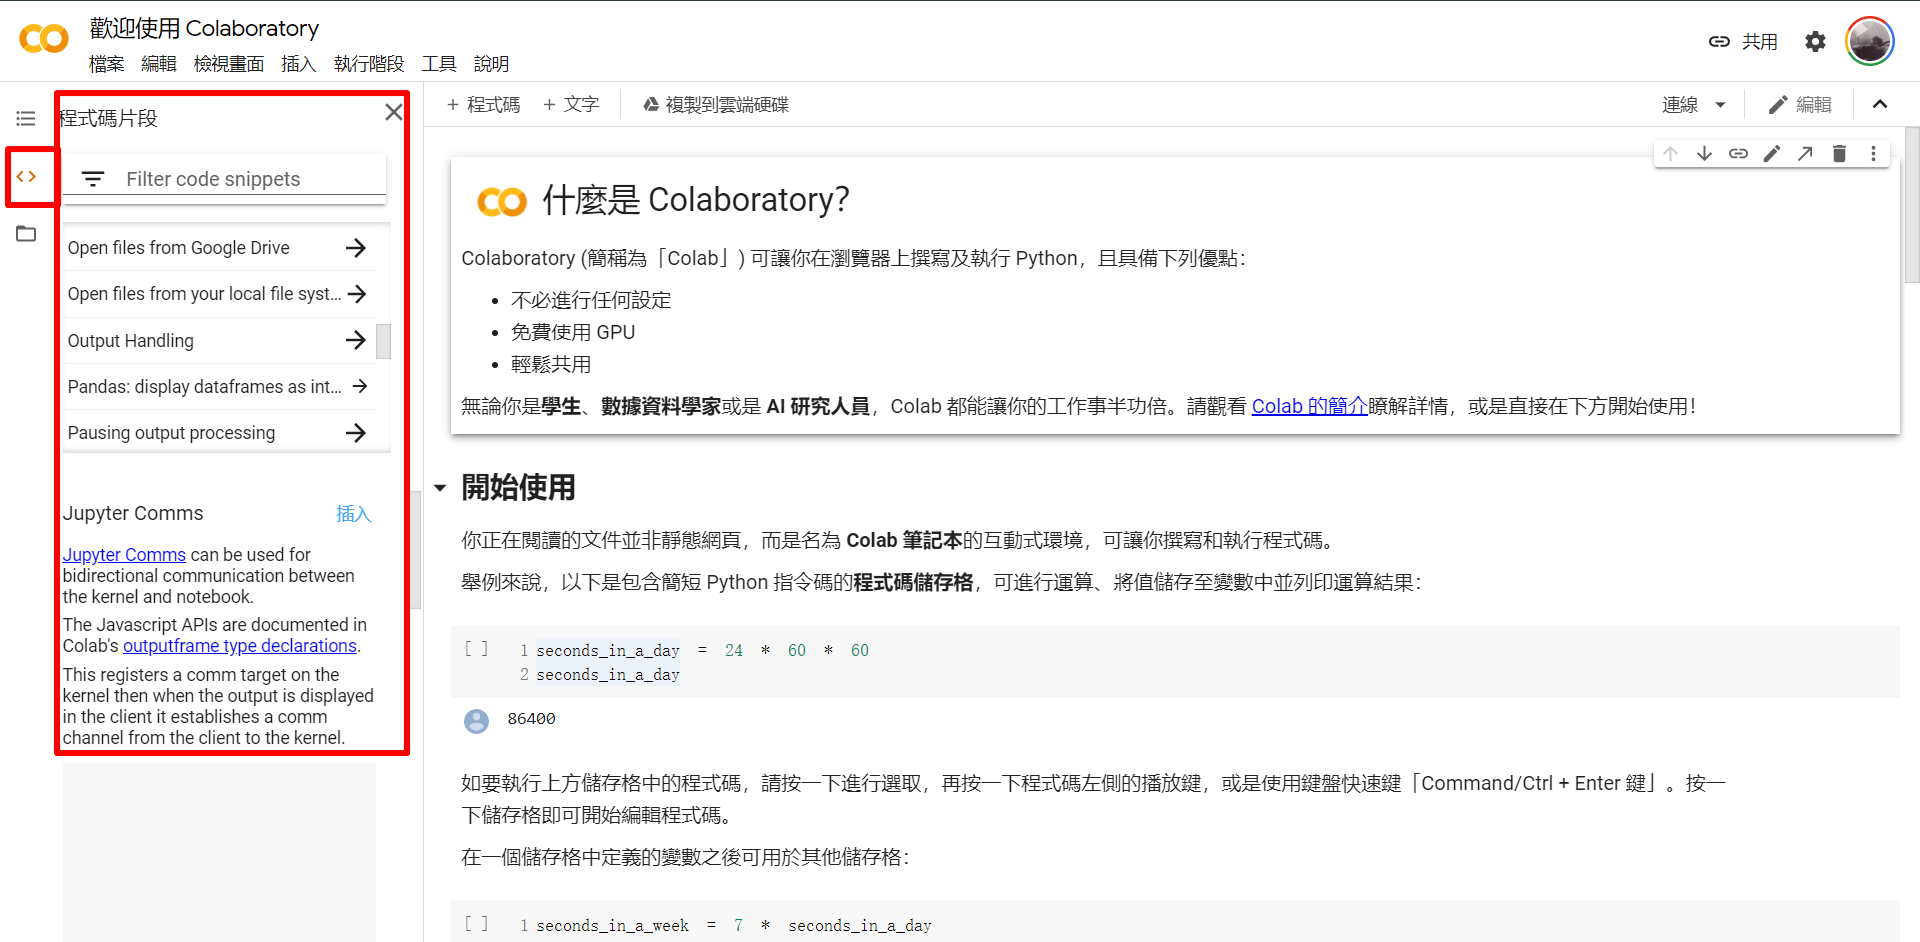 歡迎使用 Colaboratory
檔案 編輯 檢視畫面 插入 執行階段 工具 說明
共用
程式碼片段
Filter code snippets
Open files from Google Drive
Open files from your local file syst...
Output Handling
Pandas: display dataframes as int...
Pausing output processing
Jupyter Comms 插入
Jupyter Comms can be used for
bidirectional communication between
the kernel and notebook.
The Javascript APIs are documented in
Colab's outputframe type declarations.
This registers a comm target on the
kernel then when the output is displayed
in the client it establishes a comm
channel from the client to the kernel.
+ 程式碼 + 文字 複製到雲端硬碟
連線 編輯
什麼是 Colaboratory？
Colaboratory (簡稱為「Colab」) 可讓你在瀏覽器上撰寫及執行 Python，且具備下列優點：
• 不必進行任何設定
• 免費使用 GPU
• 輕鬆共用
無論你是學生、數據資料學家或是 AI 研究人員，Colab 都能讓你的工作事半功倍。請觀看 Colab 的簡介瞭解詳情，或是直接在下方開始使用！
開始使用
你正在閱讀的文件並非靜態網頁，而是名為 Colab 筆記本的互動式環境，可讓你撰寫和執行程式碼。
舉例來說，以下是包含簡短 Python 指令碼的程式碼儲存格，可進行運算、將值儲存至變數中並列印運算結果：
[ ] 1 seconds_in_a_day = 24 * 60 * 60
2 seconds_in_a_day
86400
如要執行上方儲存格中的程式碼，請按一下進行選取，再按一下程式碼左側的播放鍵，或是使用鍵盤快速鍵「Command/Ctrl + Enter 鍵」。按一
下儲存格即可開始編輯程式碼。
在一個儲存格中定義的變數之後可用於其他儲存格：
[ ] 1 seconds_in_a_week = 7 * seconds_in_a_day